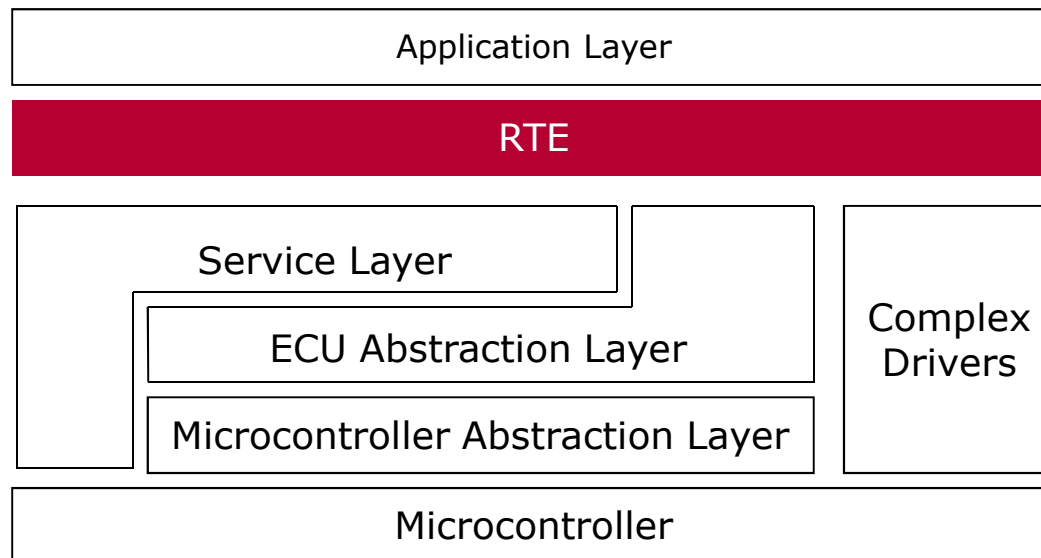 Application Layer
RTE
Service Layer
ECU Abstraction Layer
Complex
Drivers
Microcontroller Abstraction Layer
Microcontroller